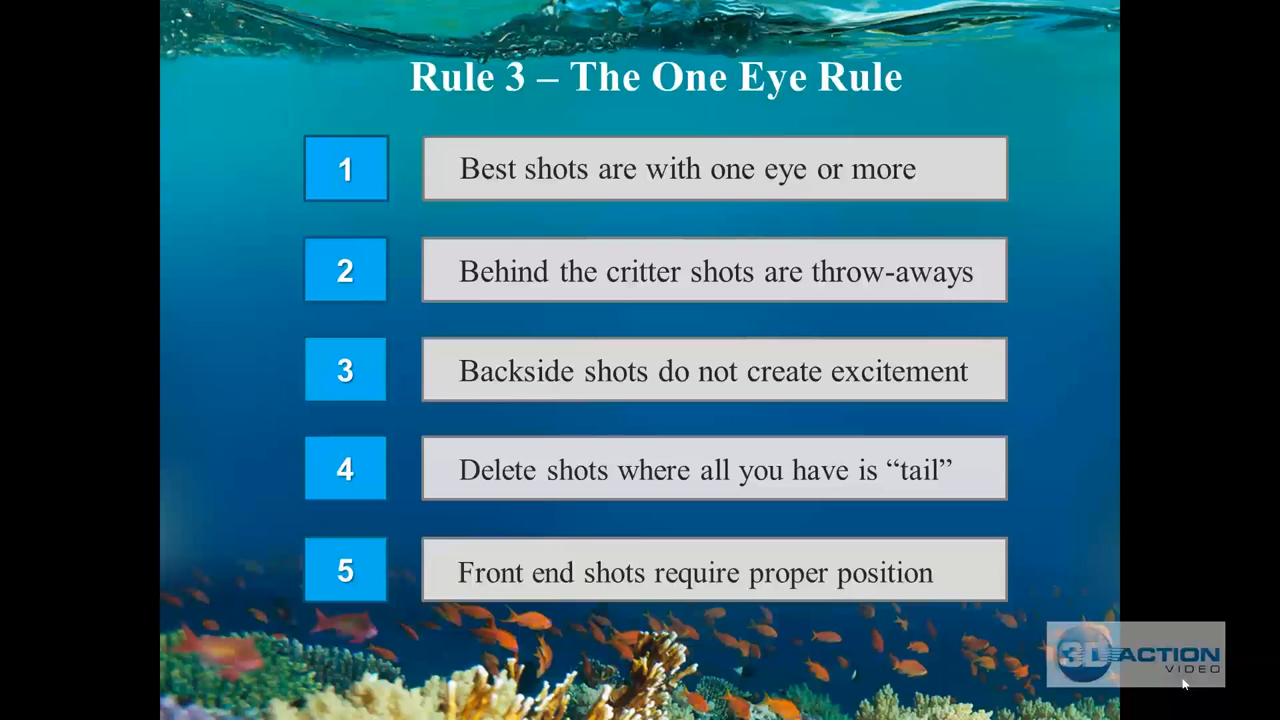 Rule 3 – The One Eye Rule
1 Best shots are with one eye or more
2 Behind the critter shots are throw-aways
3 Backside shots do not create excitement
4 Delete shots where all you have is “tail”
5 Front end shots require proper position
3D ACTION
VIDEO